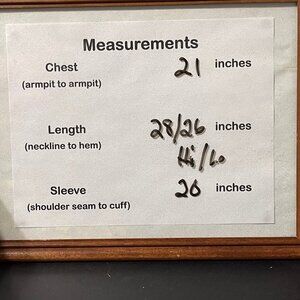 Measurements
Chest 21 inches
(armpit to armpit)
Length 28/26 inches
(neckline to hem) Hi/Lo
Sleeve 20 inches
(shoulder seam to cuff)